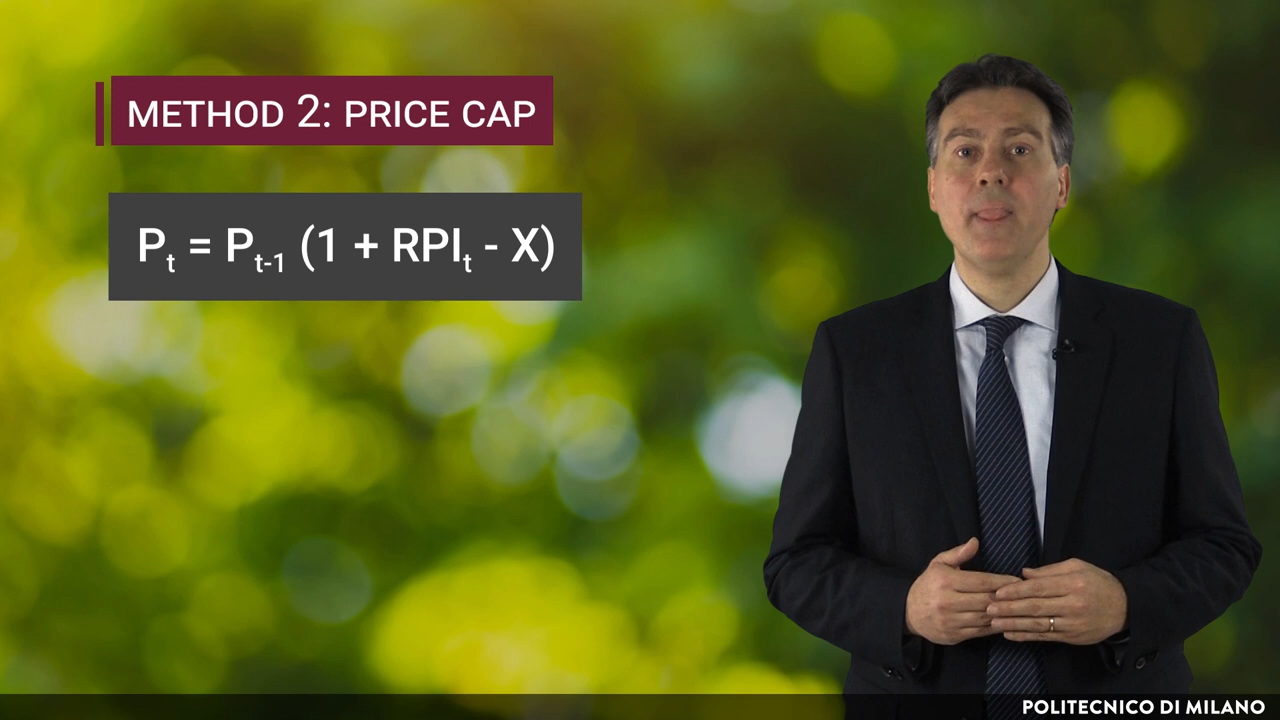 METHOD 2: PRICE CAP
Pt = Pt-1 (1 + RPIt - X)
POLITECNICO DI MILANO